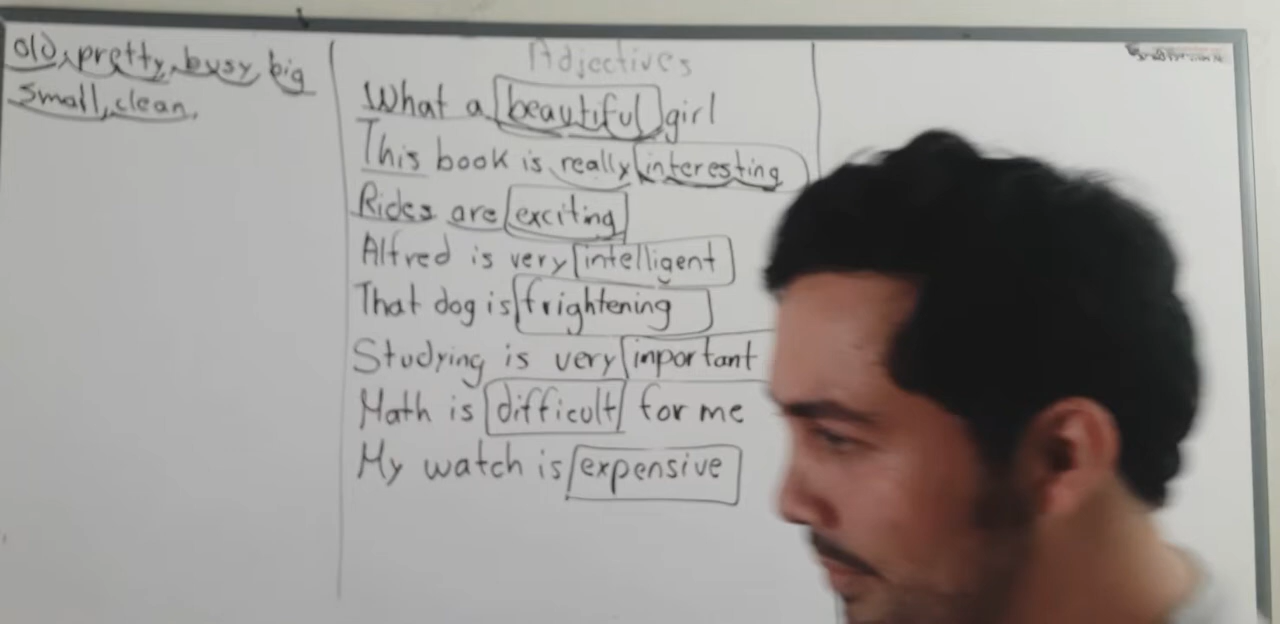 old, pretty, busy, big
small, clean,
Adjectives
What a beautiful girl
This book is really interesting
Rides are exciting
Alfred is very intelligent
That dog is frightening
Studying is very important
Math is difficult for me
My watch is expensive